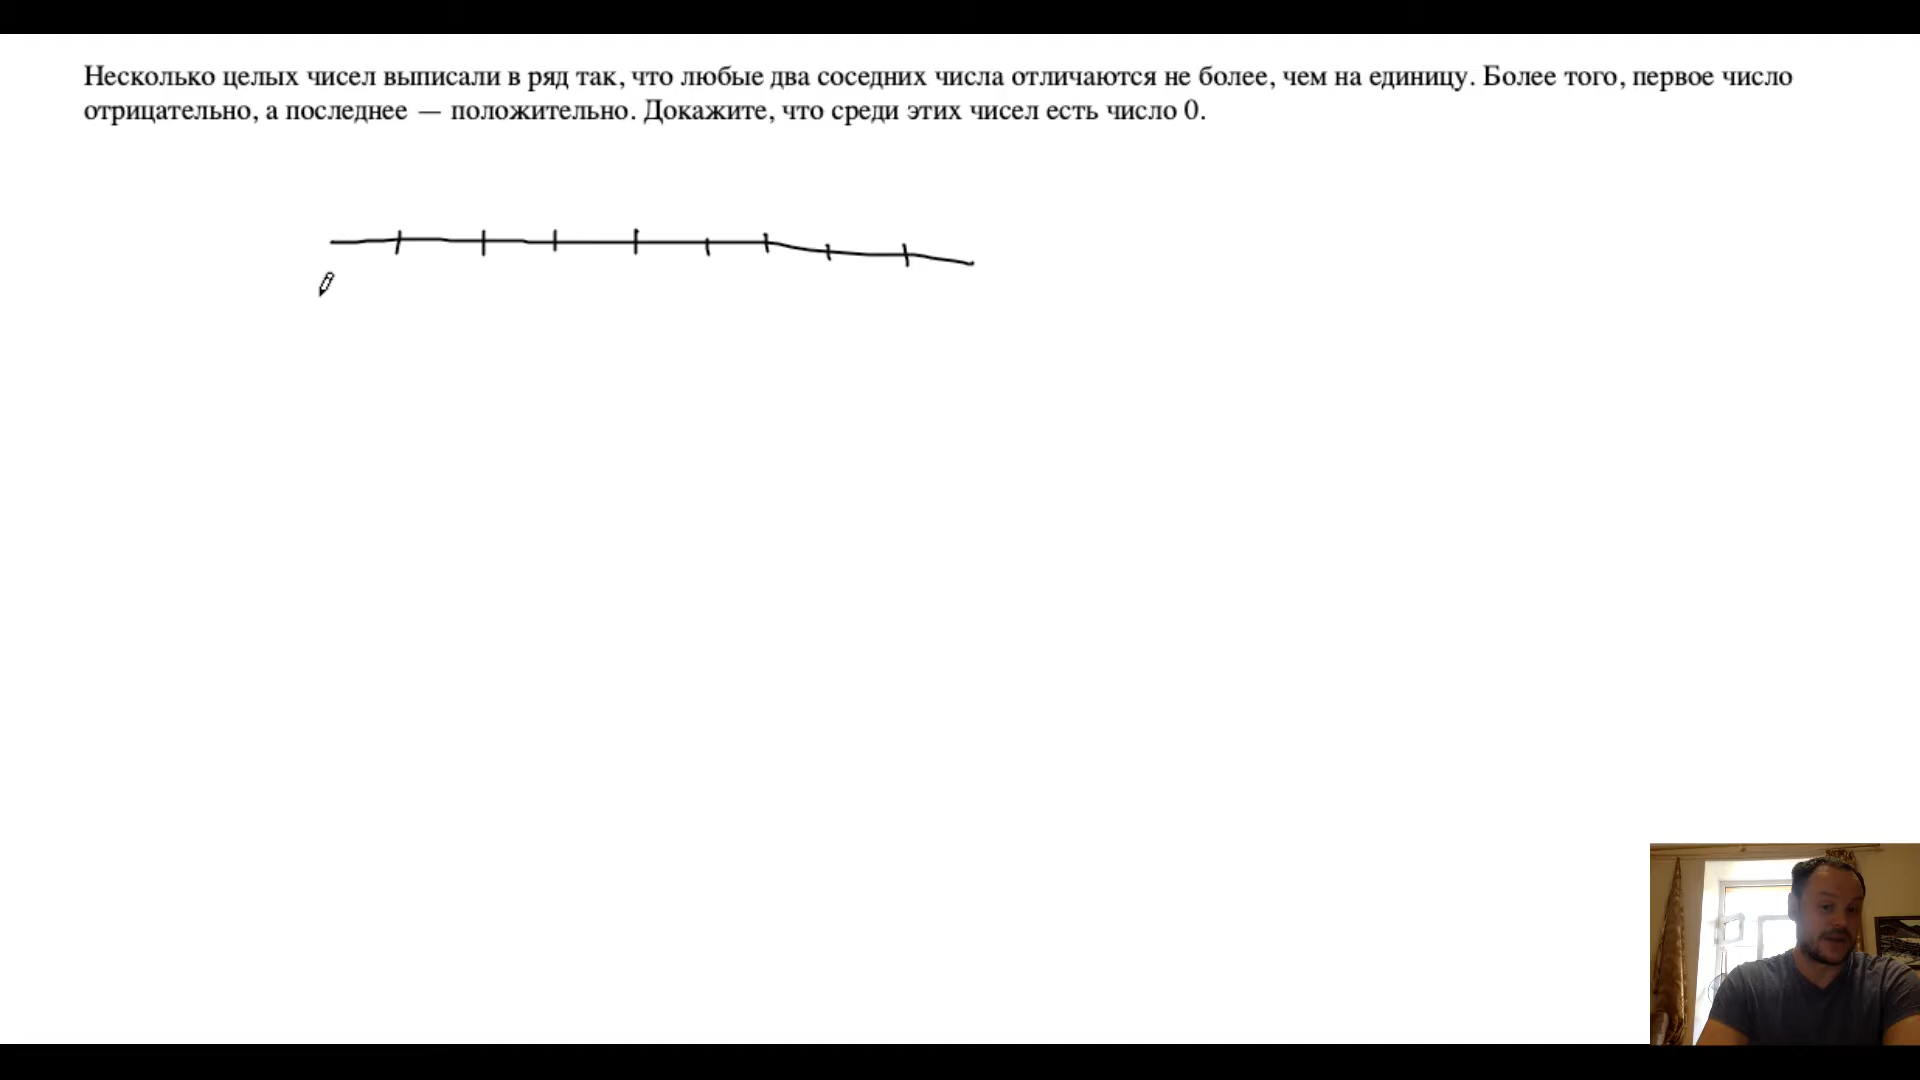 Несколько целых чисел выписали в ряд так, что любые два соседних числа отличаются не более, чем на единицу. Более того, первое число
отрицательно, а последнее — положительно. Докажите, что среди этих чисел есть число 0.